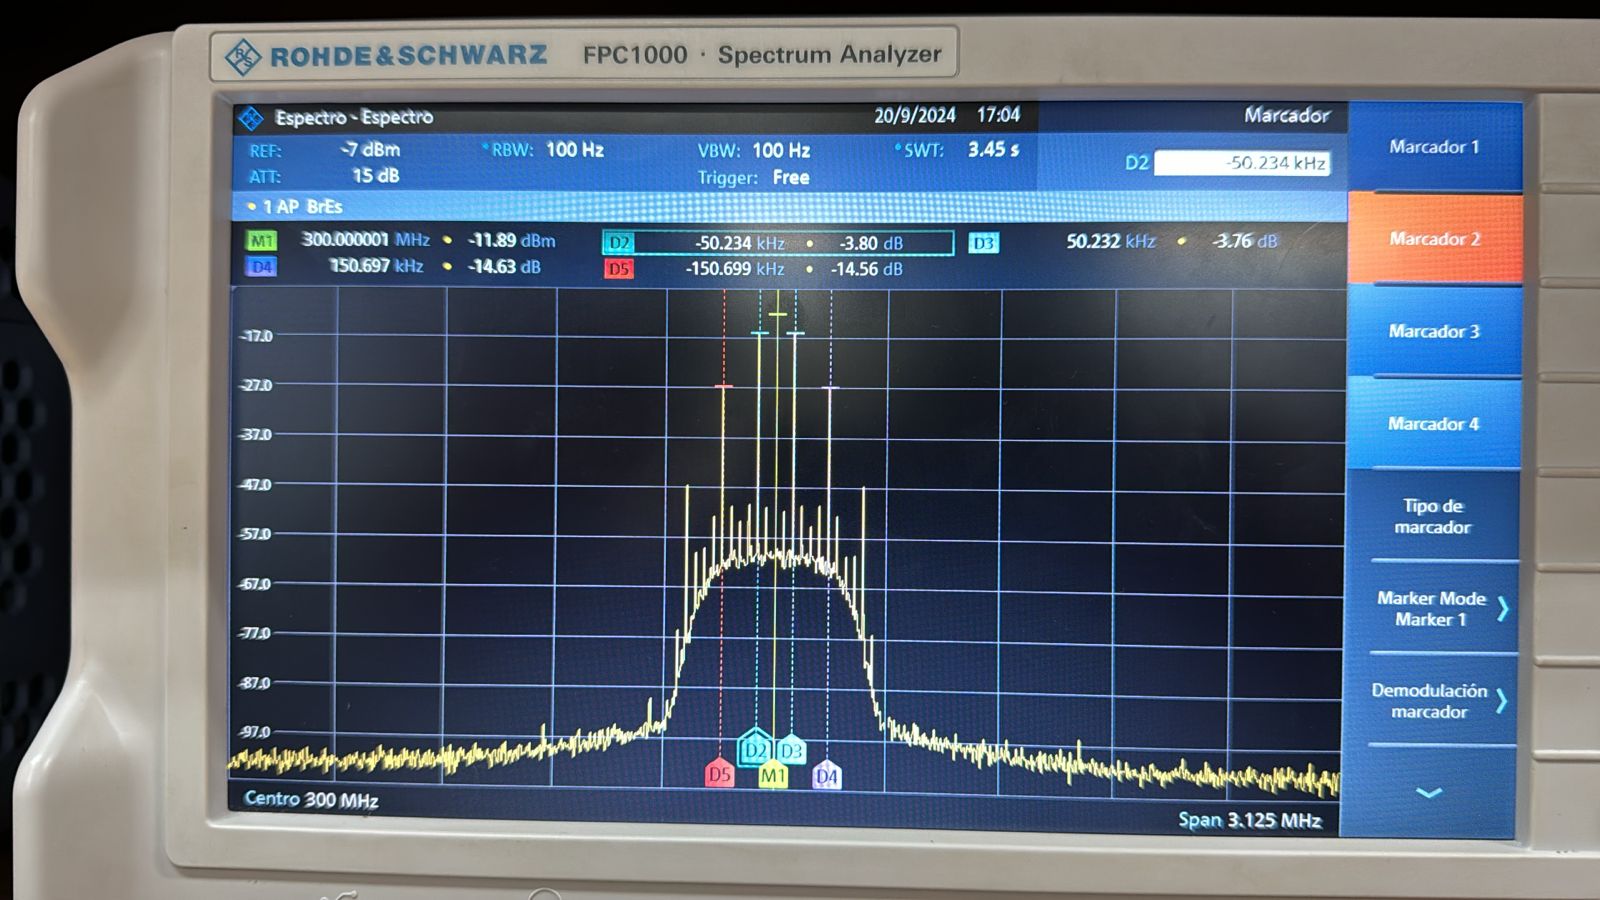 ROHDE&SCHWARZ FPC1000 · Spectrum Analyzer
Espectro - Espectro 20/9/2024 17:04 Marcador
REF: -7 dBm RBW: 100 Hz VBW: 100 Hz SWT: 3.45 s
ATT: 15 dB Trigger: Free
D2 -50.234 kHz
1 AP BrEs
M1 300.000001 MHz • -11.89 dBm D2 -50.234 kHz • -3.80 dB D3 50.232 kHz • -3.76 dB
D4 150.697 kHz • -14.63 dB D5 -150.699 kHz • -14.56 dB
-17.0
-27.0
-37.0
-47.0
-57.0
-67.0
-77.0
-87.0
-97.0
D2 D3
D5 M1 D4
Centro 300 MHz Span 3.125 MHz
Marcador 1
Marcador 2
Marcador 3
Marcador 4
Tipo de
marcador
Marker Mode
Marker 1
Demodulación
marcador